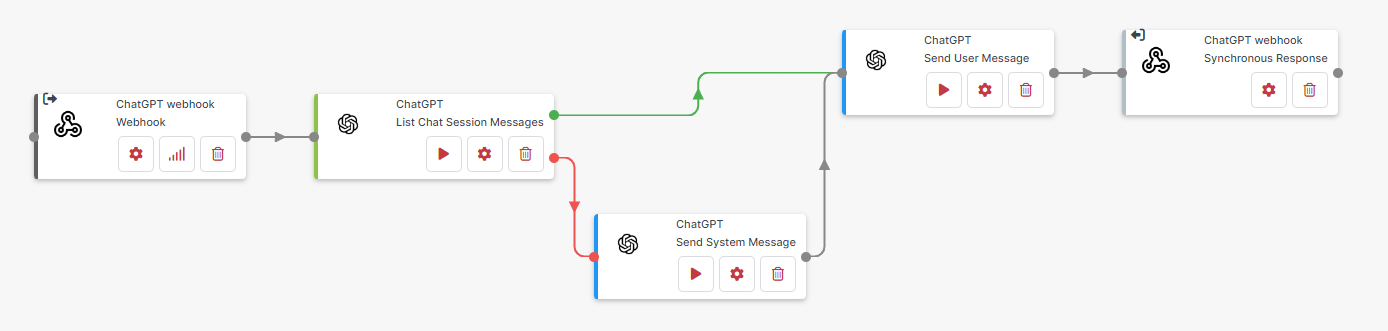 ChatGPT webhook
Webhook
ChatGPT
List Chat Session Messages
ChatGPT
Send System Message
ChatGPT
Send User Message
ChatGPT webhook
Synchronous Response